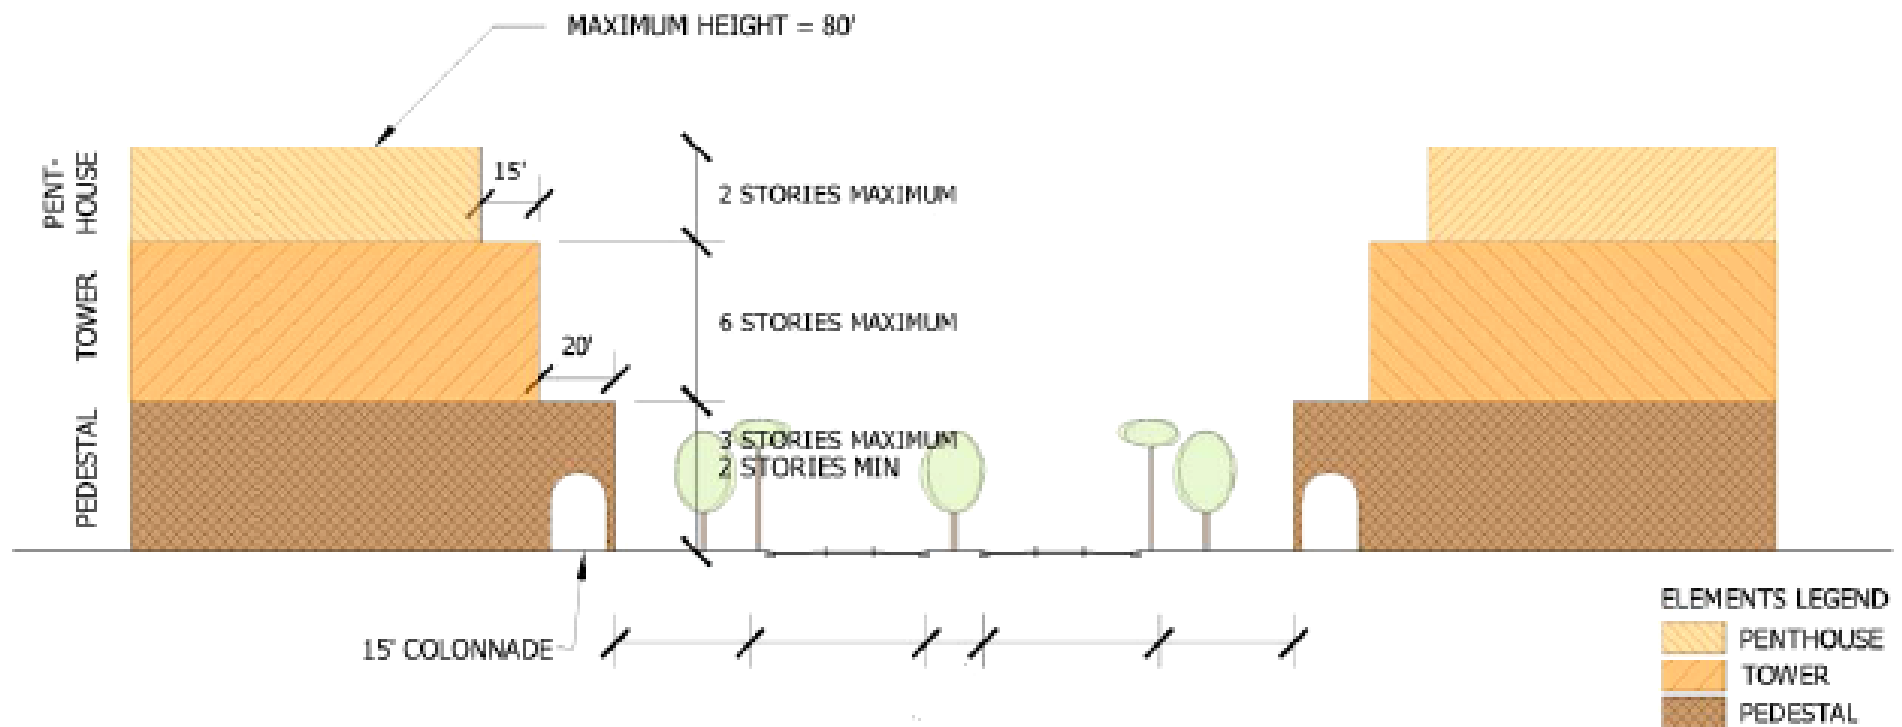 MAXIMUM HEIGHT = 80'
PENT-
HOUSE
15'
2 STORIES MAXIMUM
TOWER
6 STORIES MAXIMUM
20'
PEDESTAL
3 STORIES MAXIMUM
2 STORIES MIN
15' COLONNADE
ELEMENTS LEGEND
PENTHOUSE
TOWER
PEDESTAL